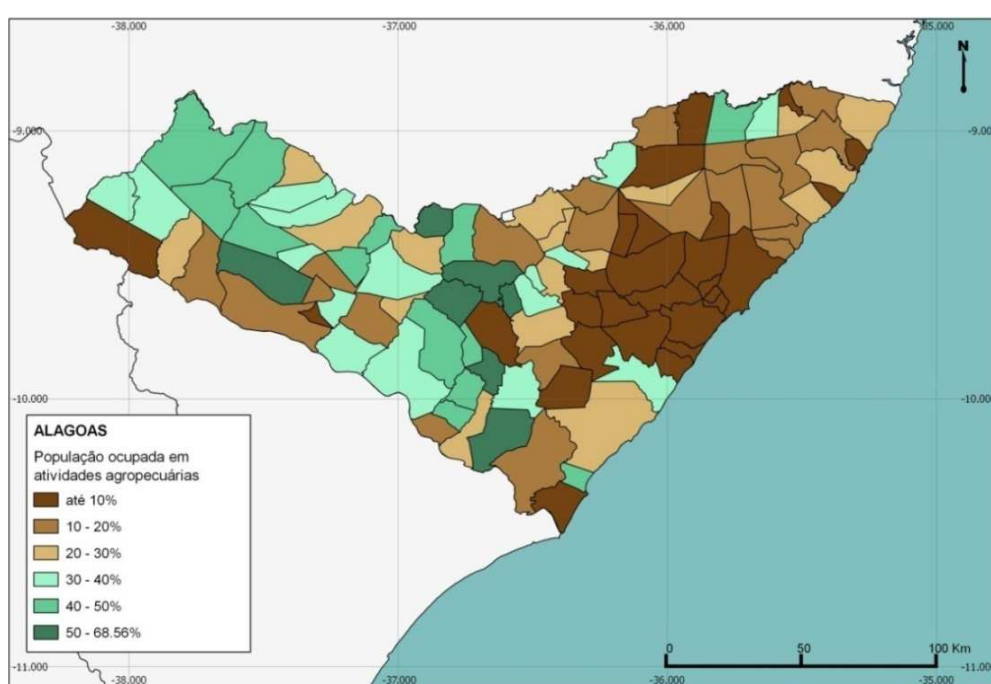 -38.000 -37.000 -36.000 -35.000
N
-9.000 -9.000
-10.000 -10.000
ALAGOAS
População ocupada em
atividades agropecuárias
até 10%
10 - 20%
20 - 30%
30 - 40%
40 - 50%
50 - 68.56%
0 50 100 Km
-11.000 -11.000
-38.000 -37.000 -36.000 -35.000